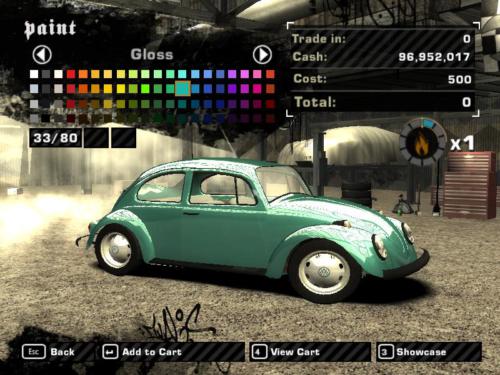 paint
Gloss
Trade in: 0
Cash: 96,952,017
Cost: 500
Total: 0
33/80
x1
Esc Back
Add to Cart
4 View Cart
3 Showcase